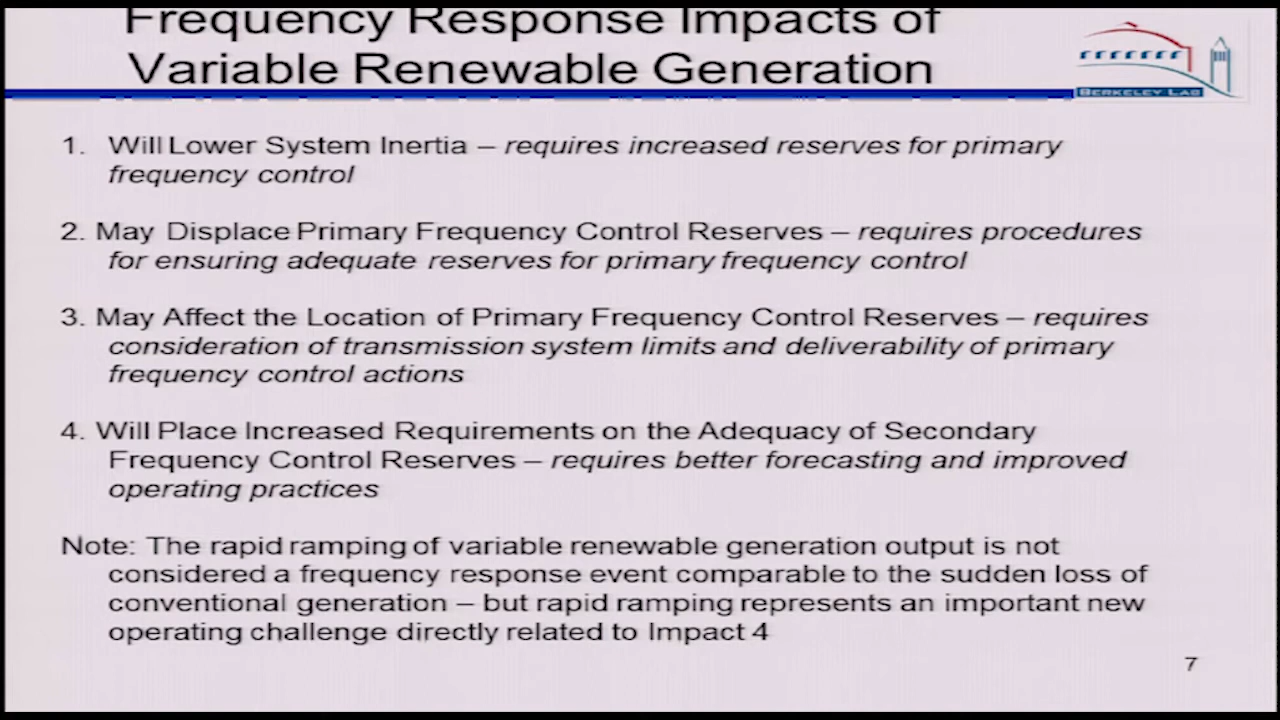 Frequency Response Impacts of
Variable Renewable Generation
BERKELEY LAB
1. Will Lower System Inertia – requires increased reserves for primary
frequency control
2. May Displace Primary Frequency Control Reserves – requires procedures
for ensuring adequate reserves for primary frequency control
3. May Affect the Location of Primary Frequency Control Reserves – requires
consideration of transmission system limits and deliverability of primary
frequency control actions
4. Will Place Increased Requirements on the Adequacy of Secondary
Frequency Control Reserves – requires better forecasting and improved
operating practices
Note: The rapid ramping of variable renewable generation output is not
considered a frequency response event comparable to the sudden loss of
conventional generation – but rapid ramping represents an important new
operating challenge directly related to Impact 4
7